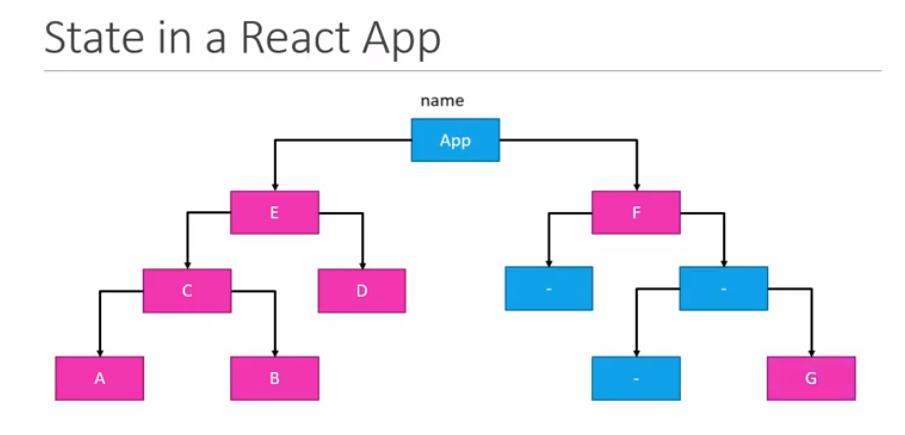 State in a React App
name
App
E
F
C
D
-
-
A
B
-
G